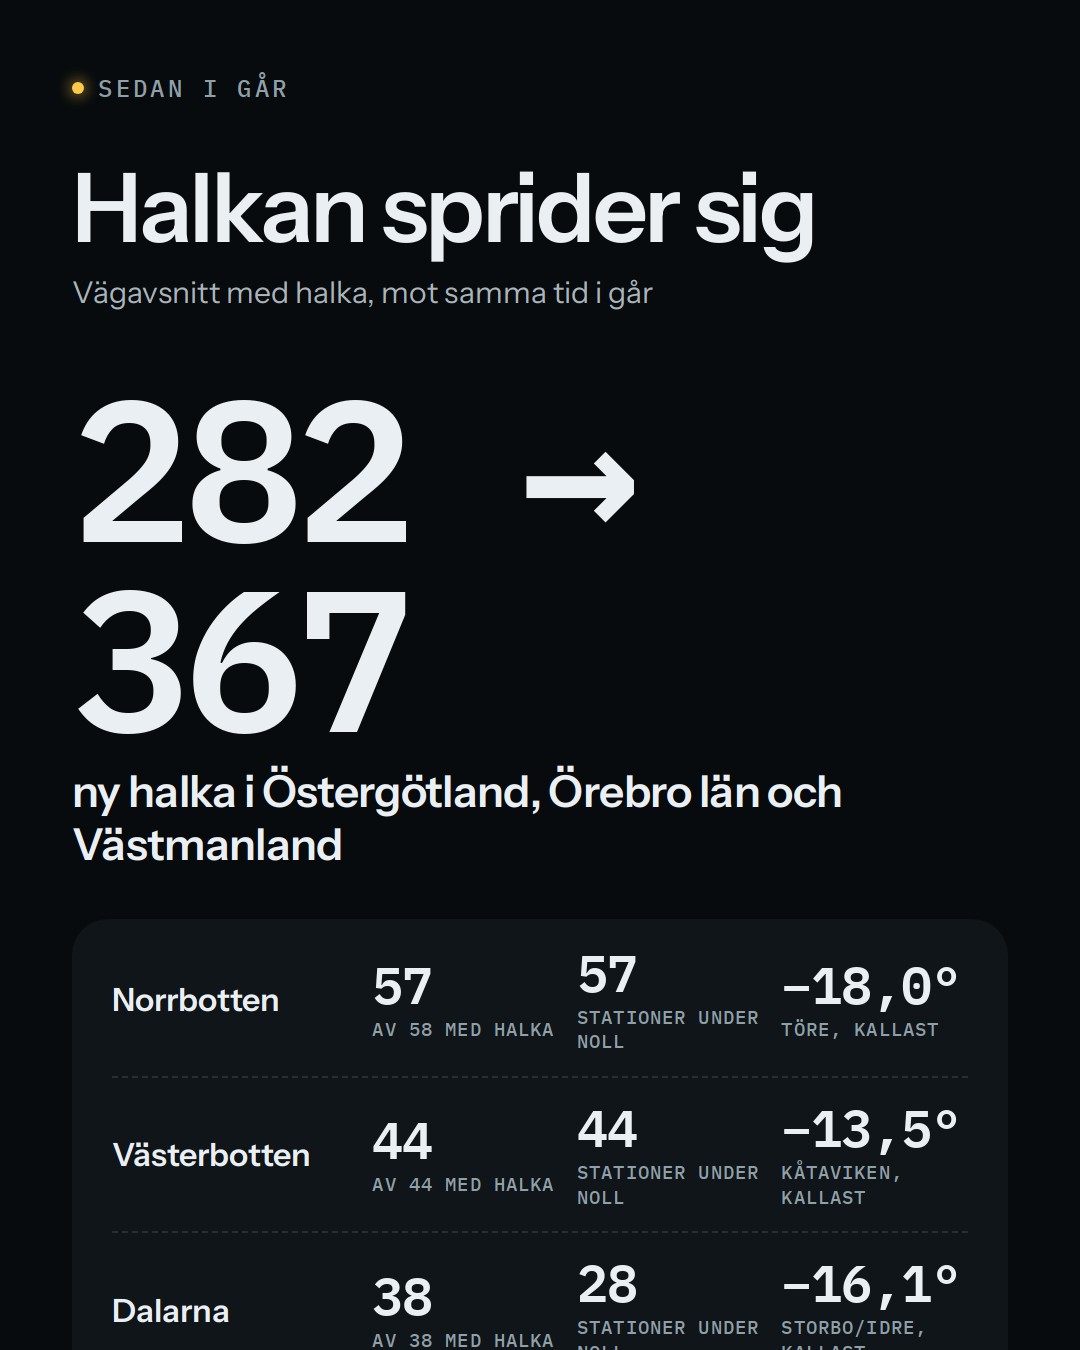 SEDAN I GÅR
Halkan sprider sig
Vägavsnitt med halka, mot samma tid i går
282 →
367
ny halka i Östergötland, Örebro län och
Västmanland
Norrbotten
57
AV 58 MED HALKA
57
STATIONER UNDER
NOLL
−18,0°
TÖRE, KALLAST
Västerbotten
44
AV 44 MED HALKA
44
STATIONER UNDER
NOLL
−13,5°
KÅTAVIKEN,
KALLAST
Dalarna
38
AV 38 MED HALKA
28
STATIONER UNDER
−16,1°
STORBO/IDRE,